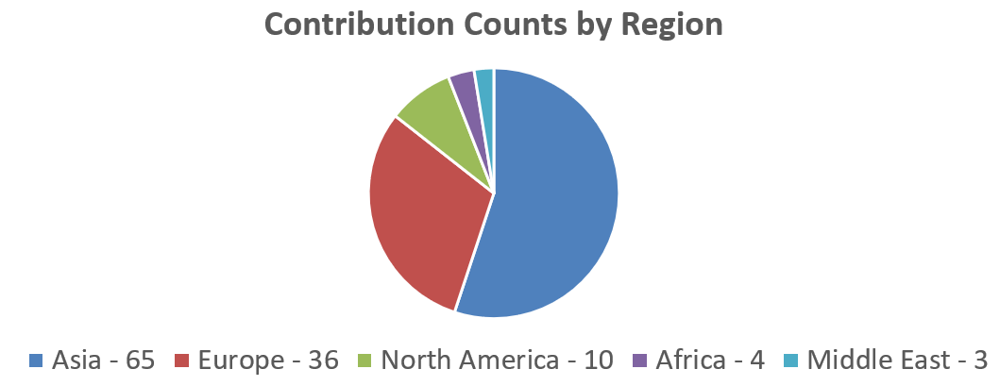 Contribution Counts by Region
Asia - 65 Europe - 36 North America - 10 Africa - 4 Middle East - 3